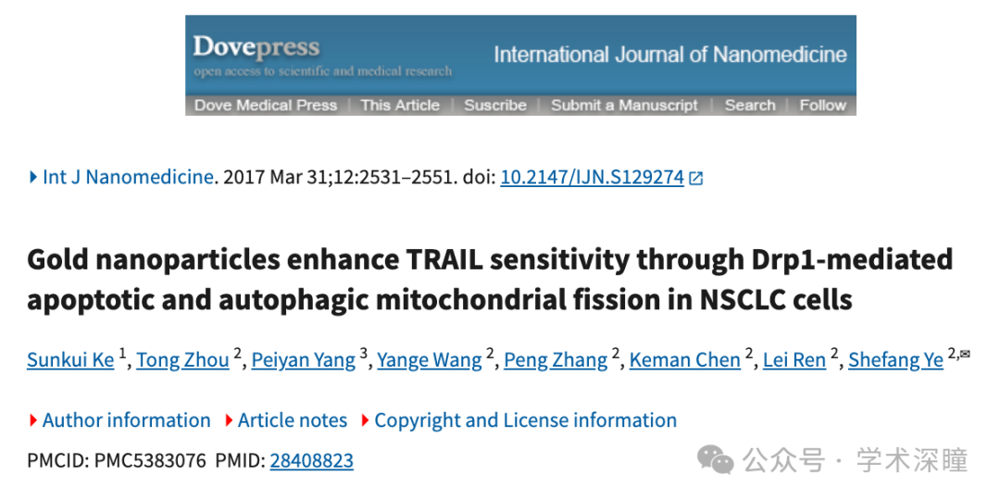 Dovepress
open access to scientific and medical research
International Journal of Nanomedicine
Dove Medical Press | This Article | Suscribe | Submit a Manuscript | Search | Follow
Int J Nanomedicine. 2017 Mar 31;12:2531–2551. doi: 10.2147/IJN.S129274
Gold nanoparticles enhance TRAIL sensitivity through Drp1-mediated
apoptotic and autophagic mitochondrial fission in NSCLC cells
Sunkui Ke 1, Tong Zhou 2, Peiyan Yang 3, Yange Wang 2, Peng Zhang 2, Keman Chen 2, Lei Ren 2, Shefang Ye 2,✉
Author information Article notes Copyright and License information
PMCID: PMC5383076 PMID: 28408823
公众号 · 学术深瞳